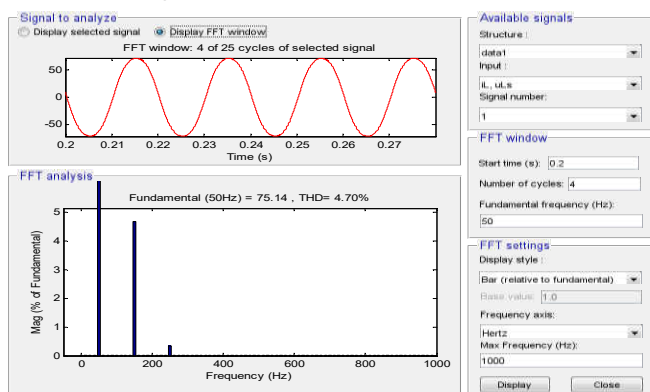 Signal to analyze
Display selected signal Display FFT window
FFT window: 4 of 25 cycles of selected signal
50
0
-50
0.2 0.21 0.22 0.23 0.24 0.25 0.26 0.27
Time (s)
FFT analysis
Fundamental (50Hz) = 75.14 , THD= 4.70%
Mag (% of Fundamental)
5
4
3
2
1
0
0 200 400 600 800 1000
Frequency (Hz)
Available signals
Structure :
data1
Input :
iL, uLs
Signal number:
1
FFT window
Start time (s): 0.2
Number of cycles: 4
Fundamental frequency (Hz):
50
FFT settings
Display style :
Bar (relative to fundamental)
Base value: 1.0
Frequency axis:
Hertz
Max Frequency (Hz):
1000
Display Close